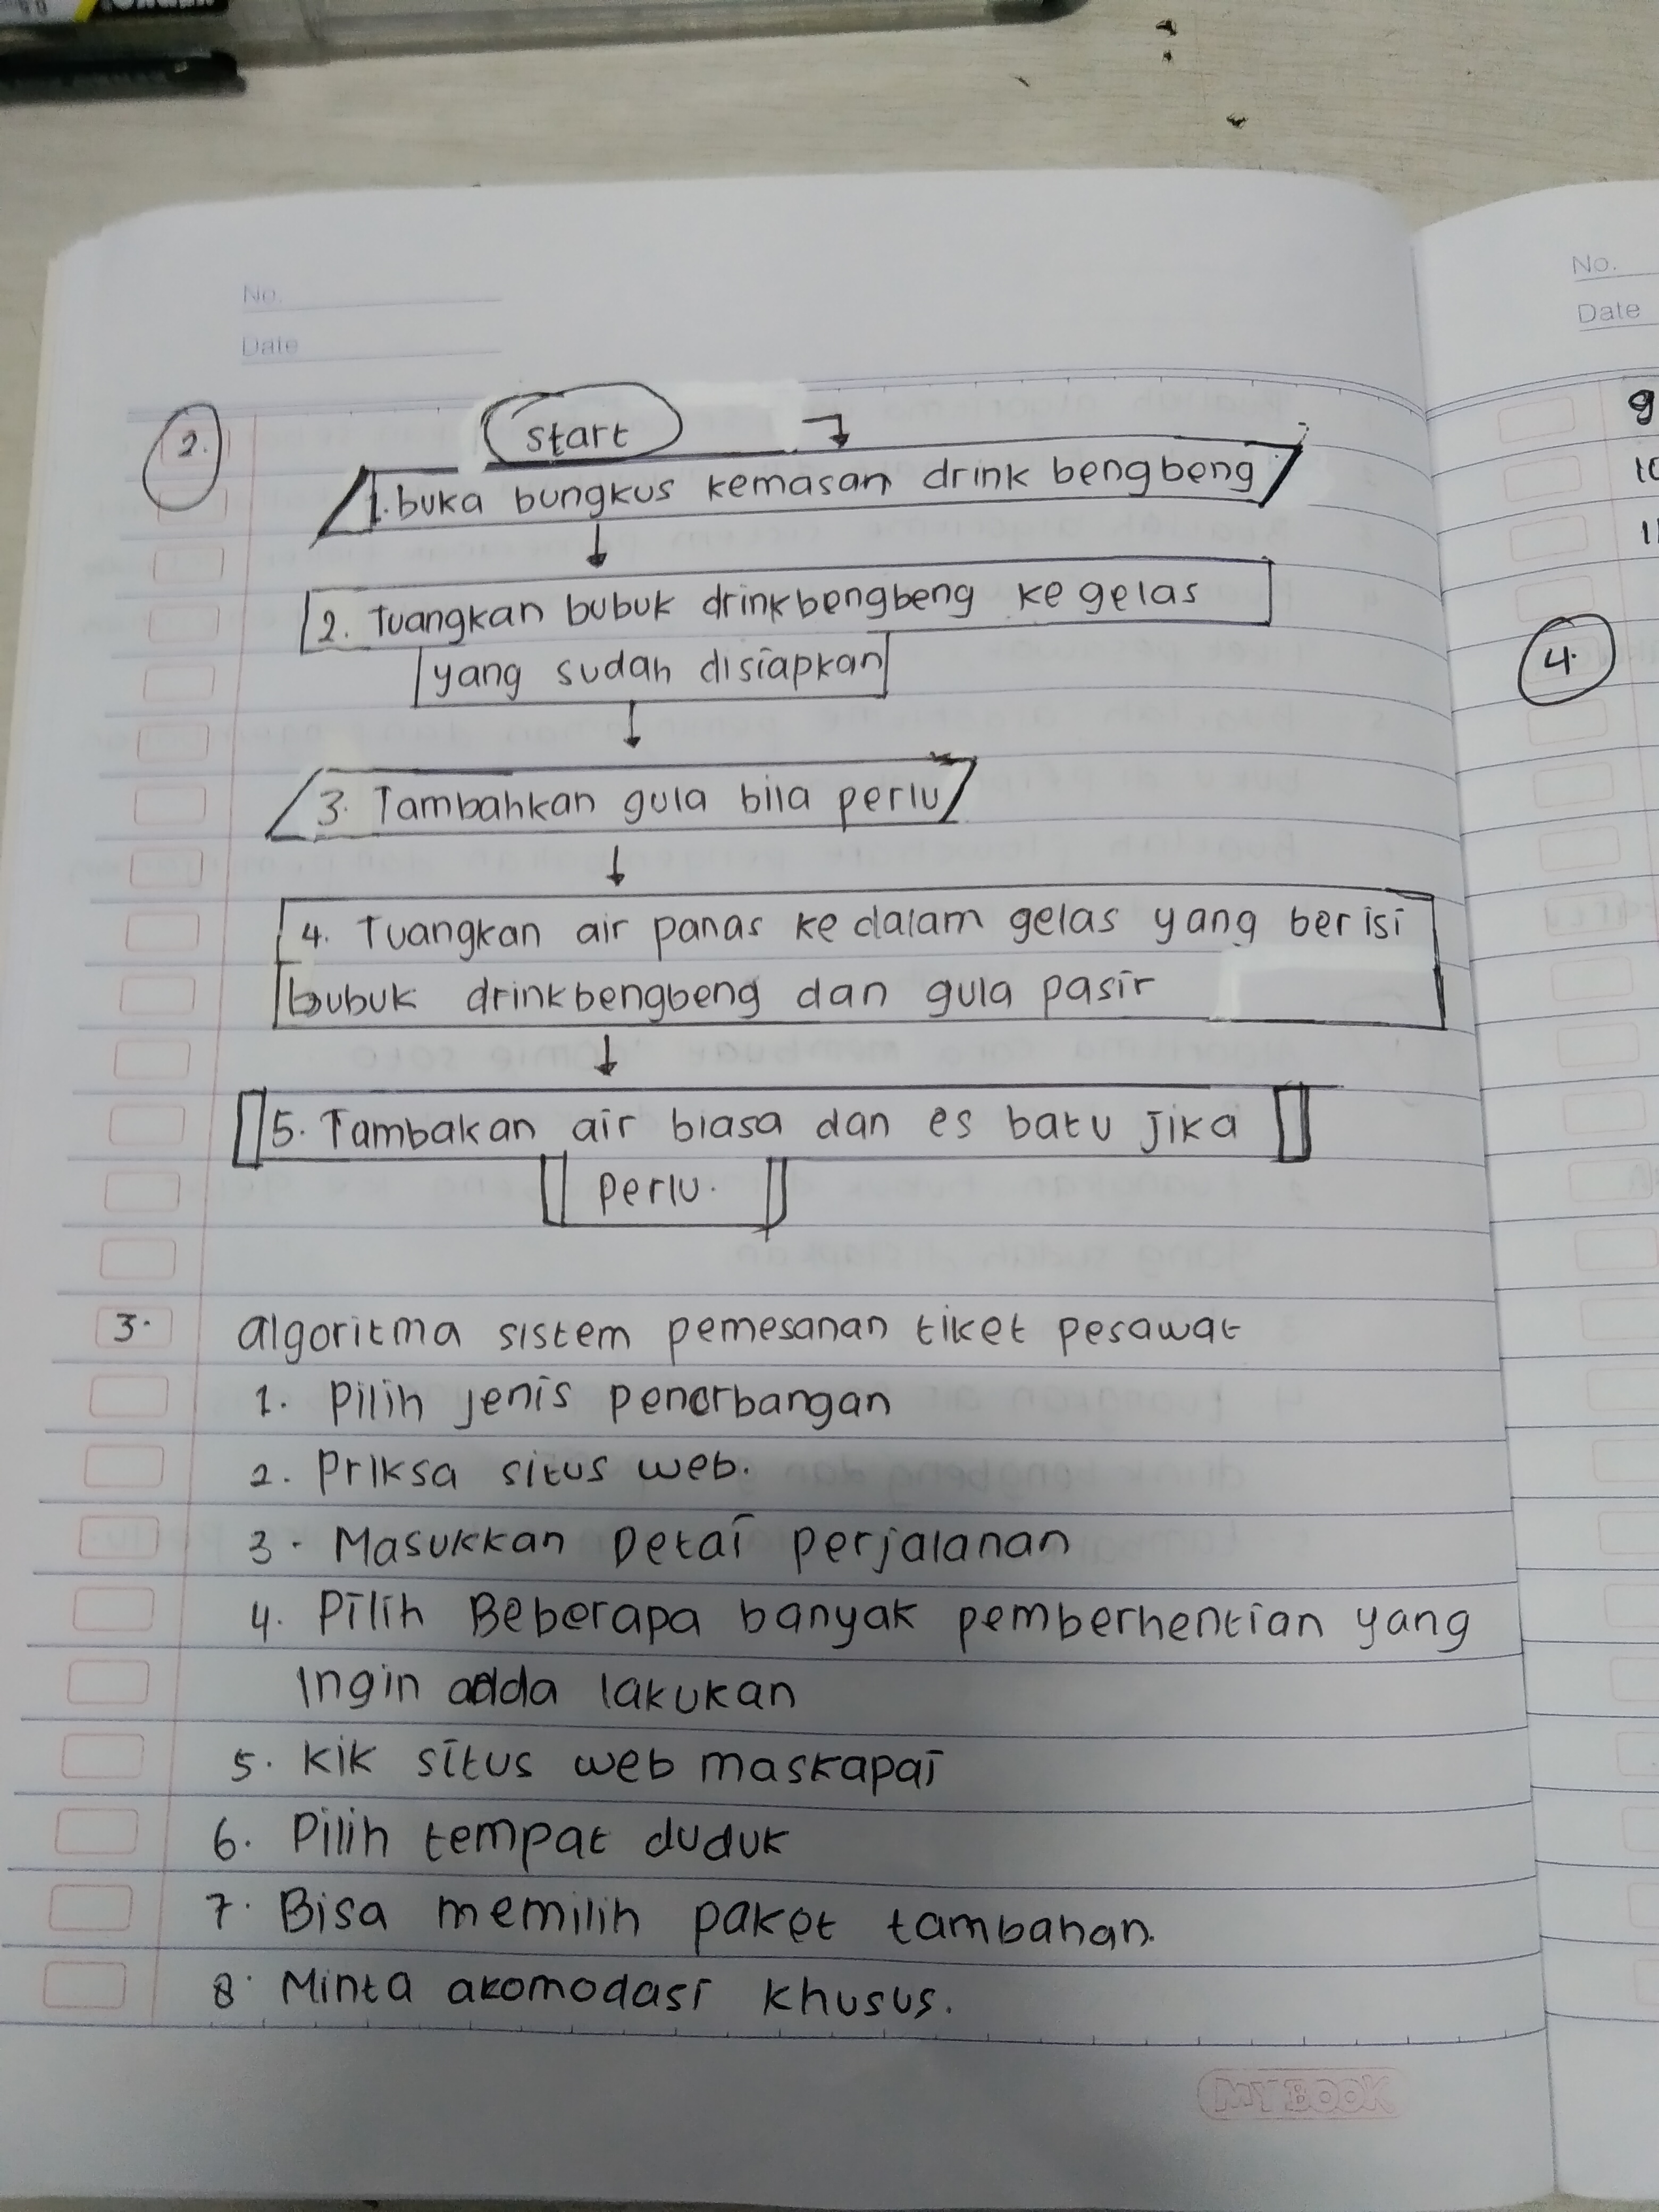 No.
Date
2.
start
1. buka bungkus kemasan drink bengbeng
2. Tuangkan bubuk drinkbengbeng ke gelas
yang sudah disiapkan
3. Tambahkan gula bila perlu
4. Tuangkan air panas ke dalam gelas yang berisi
bubuk drinkbengbeng dan gula pasir
5. Tambakan air biasa dan es batu jika
perlu.
3. algoritma sistem pemesanan tiket pesawat
1. Pilih jenis penerbangan
2. Priksa situs web.
3. Masukkan Detai perjalanan
4. Pilih Beberapa banyak pemberhentian yang
Ingin adda lakukan
5. Kik situs web maskapai
6. Pilih tempat duduk
7. Bisa memilih paket tambahan.
8. Minta akomodasi khusus.
MY BOOK
No.
Date
9
10
4.